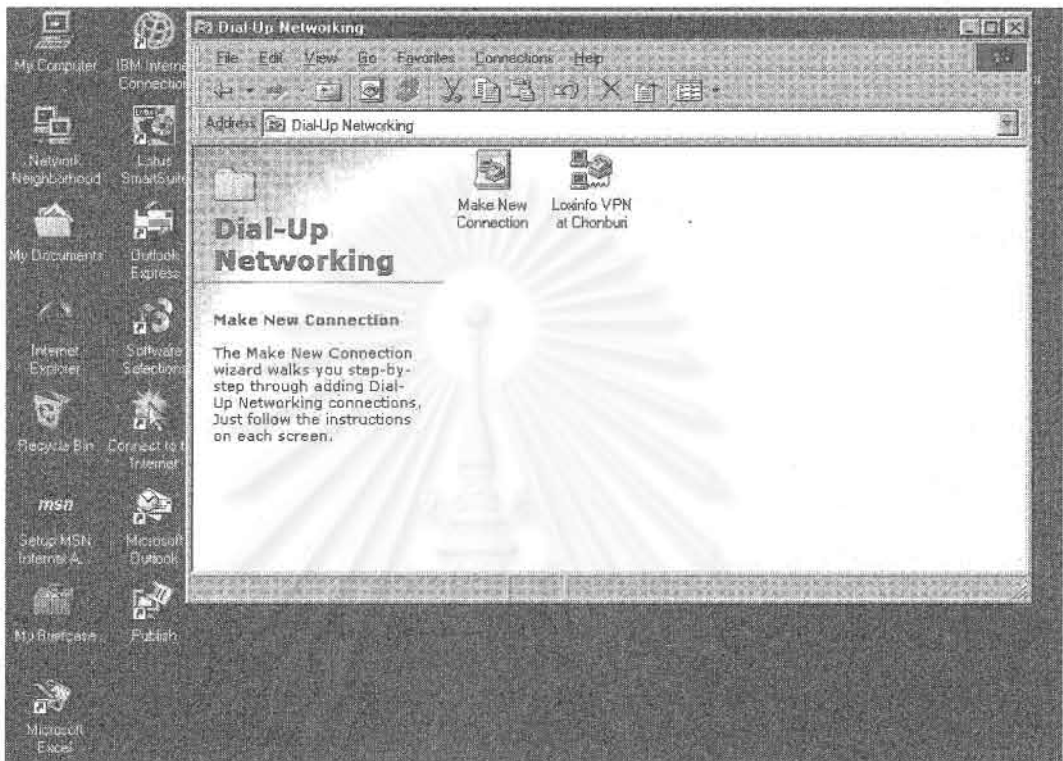 My Computer
IBM Interne
Connection
Network
Neighborhood
Lotus
SmartSuite
My Documents
Outlook
Express
Internet
Explorer
Software
Selections
Recycle Bin
Connect to t
Internet
msn
Setup MSN
Internet A...
Microsoft
Outlook
My Briefcase
Publish
Microsoft
Excel
Dial-Up Networking
File Edit View Go Favorites Connections Help
Address Dial-Up Networking
Dial-Up
Networking
Make New Connection
The Make New Connection
wizard walks you step-by-
step through adding Dial-
Up Networking connections.
Just follow the instructions
on each screen.
Make New
Connection
Loxinfo VPN
at Chonburi